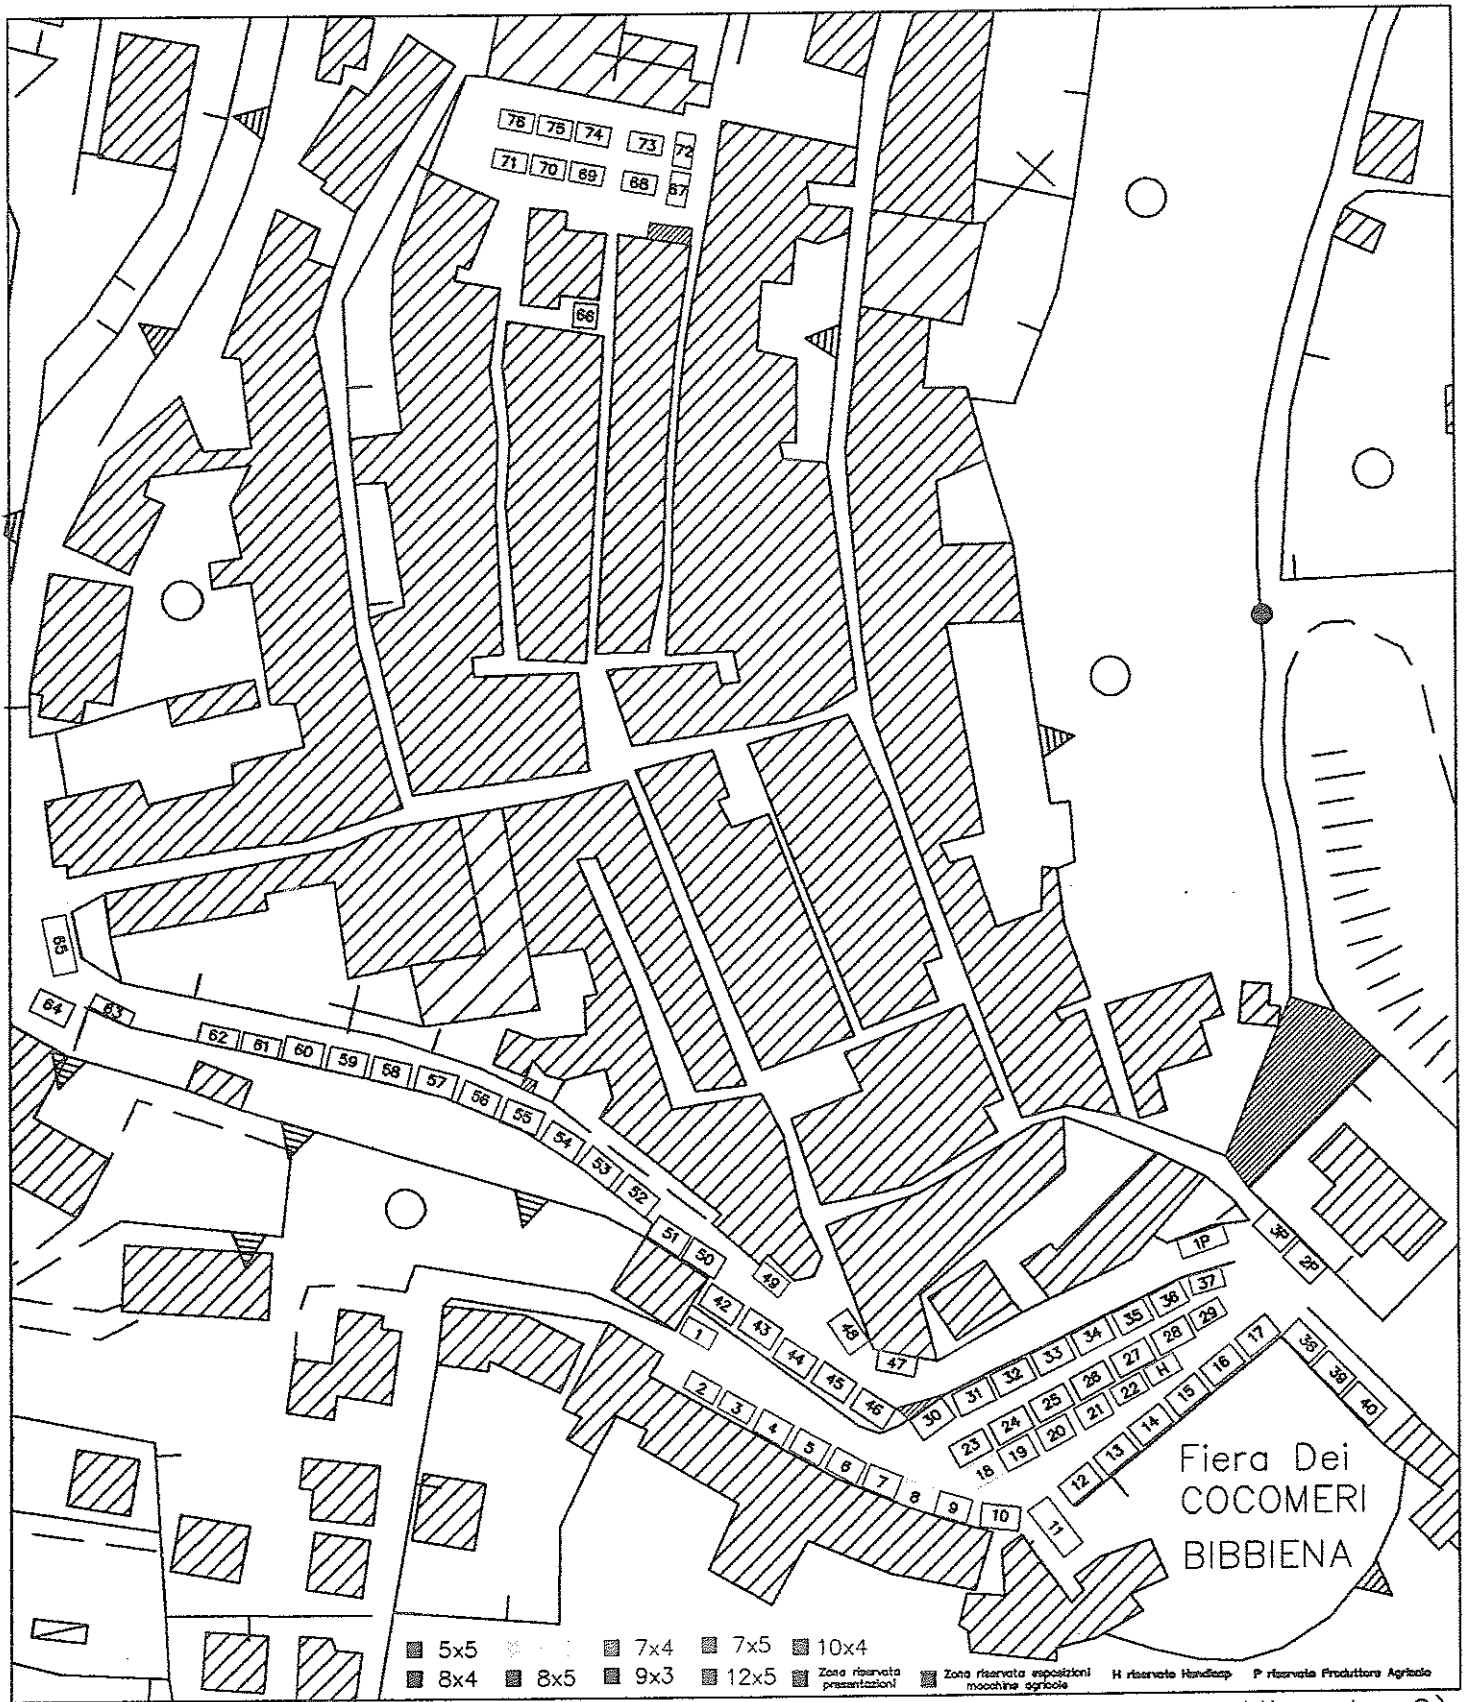 76 75 74 73 72
71 70 69 68 67
66
65
64 63
62 61 60 59 58 57 56 55 54 53 52
51 50 49
42 43 44 45 46
48
47
1
2 3 4 5 6 7 8 9 10
11
1P
3P
2P
30 31 32 33 34 35 36 37
23 24 25 26 27 28 29
18 19 20 21 22 H
12 13 14 15 16 17
38
39
40
Fiera Dei
COCOMERI
BIBBIENA
5x5 7x4 7x5 10x4
8x4 8x5 9x3 12x5 Zona riservata presentazioni Zona riservata esposizioni macchine agricole H riservato Handicap P riservato Produttore Agricolo